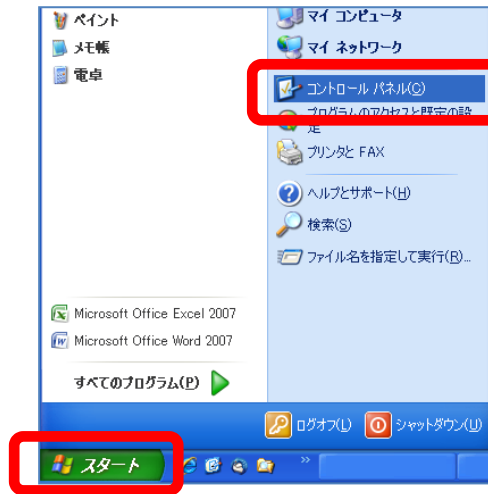 ペイント
メモ帳
電卓
Microsoft Office Excel 2007
Microsoft Office Word 2007
すべてのプログラム(P)
マイ コンピュータ
マイ ネットワーク
コントロール パネル(C)
プログラムのアクセスと既定の設
定
プリンタと FAX
ヘルプとサポート(H)
検索(S)
ファイル名を指定して実行(R)...
ログオフ(L)
シャットダウン(U)
スタート